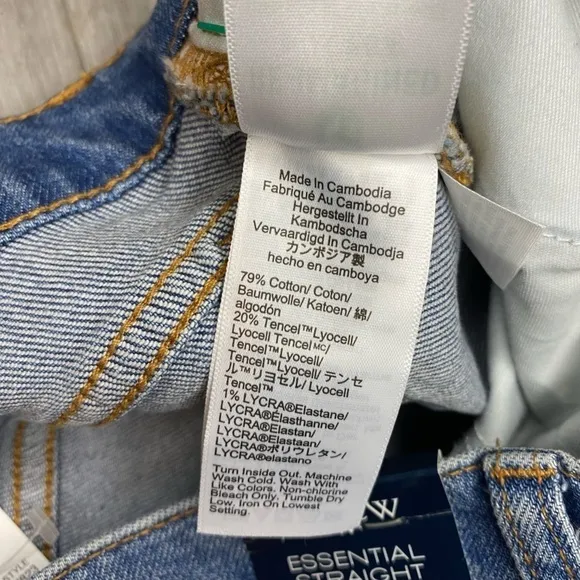 Made In Cambodia
Fabriqué Au Cambodge
Hergestellt In
Kambodscha
Vervaardigd In Cambodja
カンボジア製
hecho en camboya
79% Cotton/ Coton/
Baumwolle/ Katoen/ 綿/
algodón
20% Tencel™Lyocell/
Lyocell Tencel MC/
Tencel™Lyocell/
Tencel™Lyocell/ テンセ
ル™リヨセル/ Lyocell
Tencel™
1% LYCRA®Elastane/
LYCRA®Élasthanne/
LYCRA®Elastan/
LYCRA®Elastaan/
LYCRA®ポリウレタン/
LYCRA®elastano
Turn Inside Out. Machine
Wash Cold. Wash With
Like Colors. Non-chlorine
Bleach Only. Tumble Dry
Low. Iron On Lowest
Setting.
W
ESSENTIAL
STRAIGHT